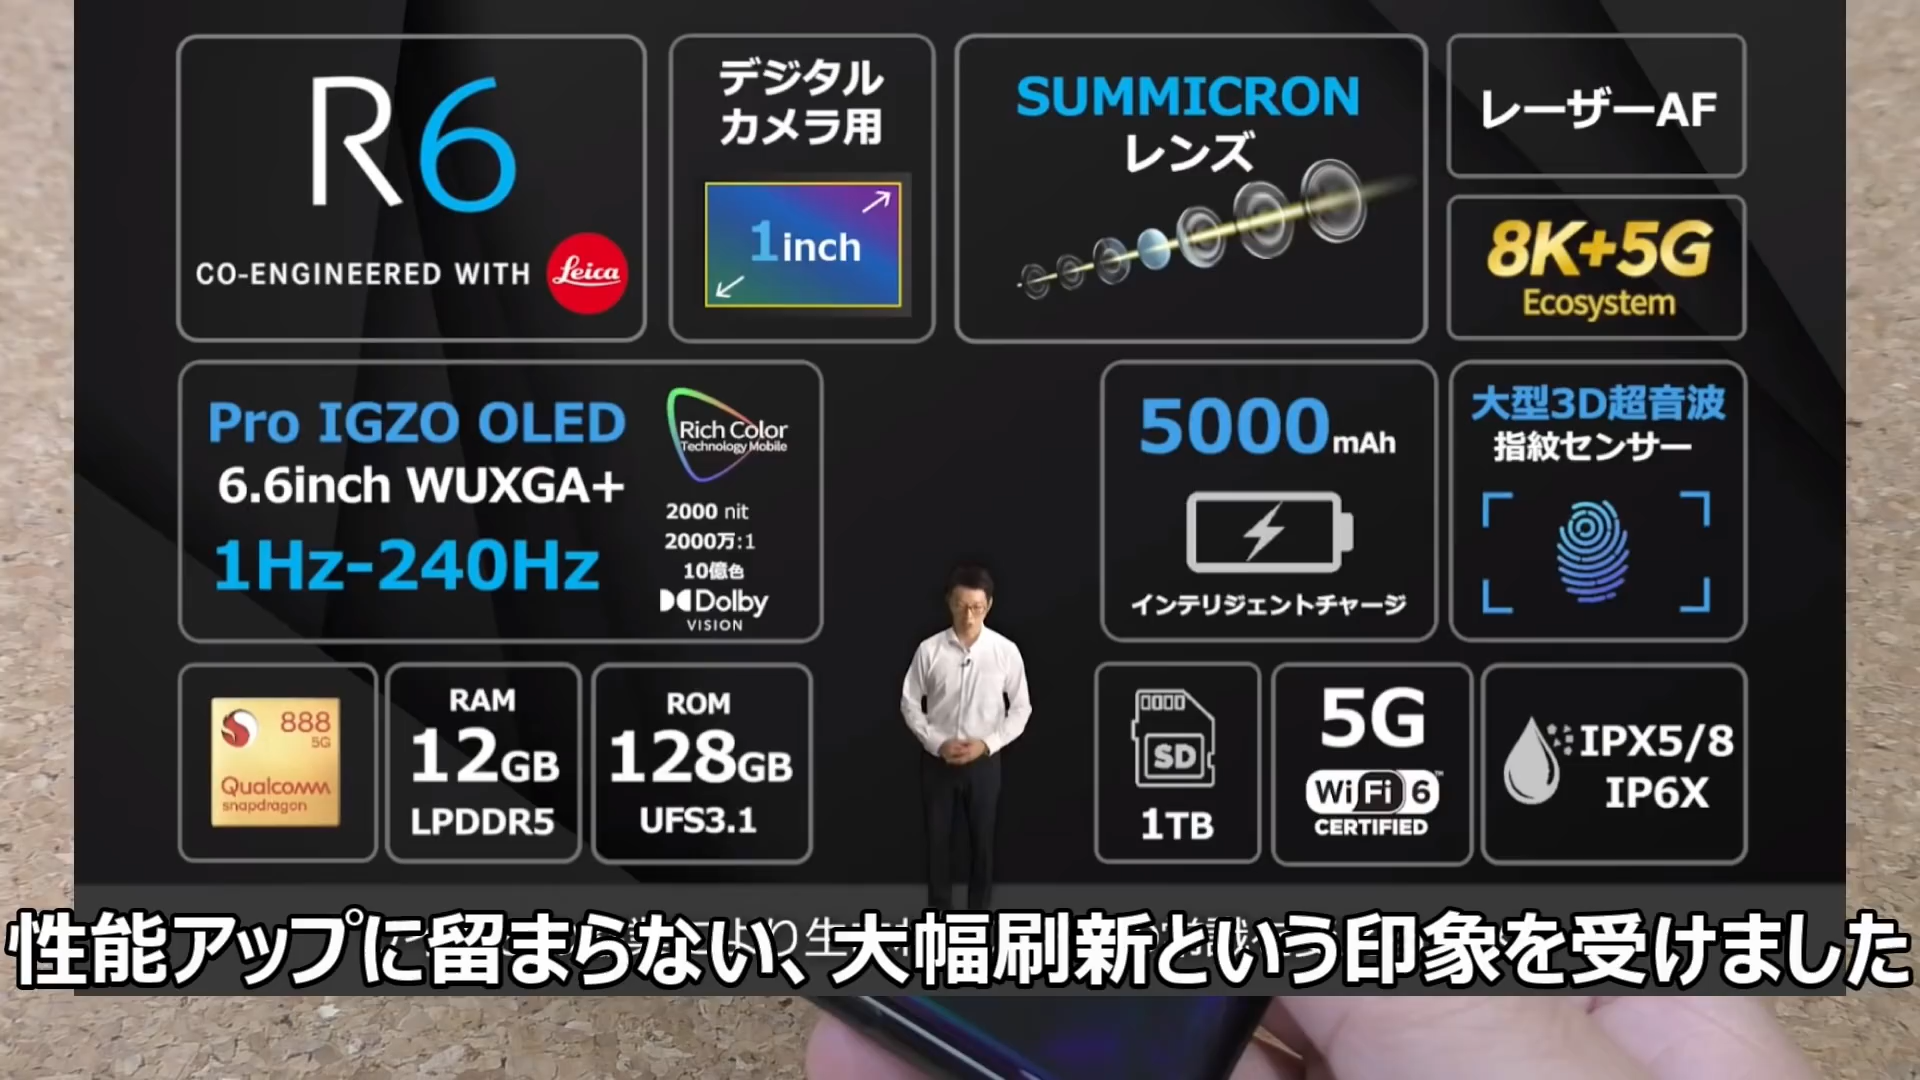 R6
CO-ENGINEERED WITH Leica
デジタル
カメラ用
1inch
SUMMICRON
レンズ
レーザーAF
8K+5G
Ecosystem
Pro IGZO OLED
6.6inch WUXGA+
1Hz-240Hz
Rich Color
Technology Mobile
2000 nit
2000万:1
10億色
Dolby
VISION
5000mAh
インテリジェントチャージ
大型3D超音波
指紋センサー
888
5G
Qualcomm
snapdragon
RAM
12GB
LPDDR5
ROM
128GB
UFS3.1
SD
1TB
5G
Wi Fi 6
CERTIFIED
IPX5/8
IP6X
性能アップに留まらない、大幅刷新という印象を受けました